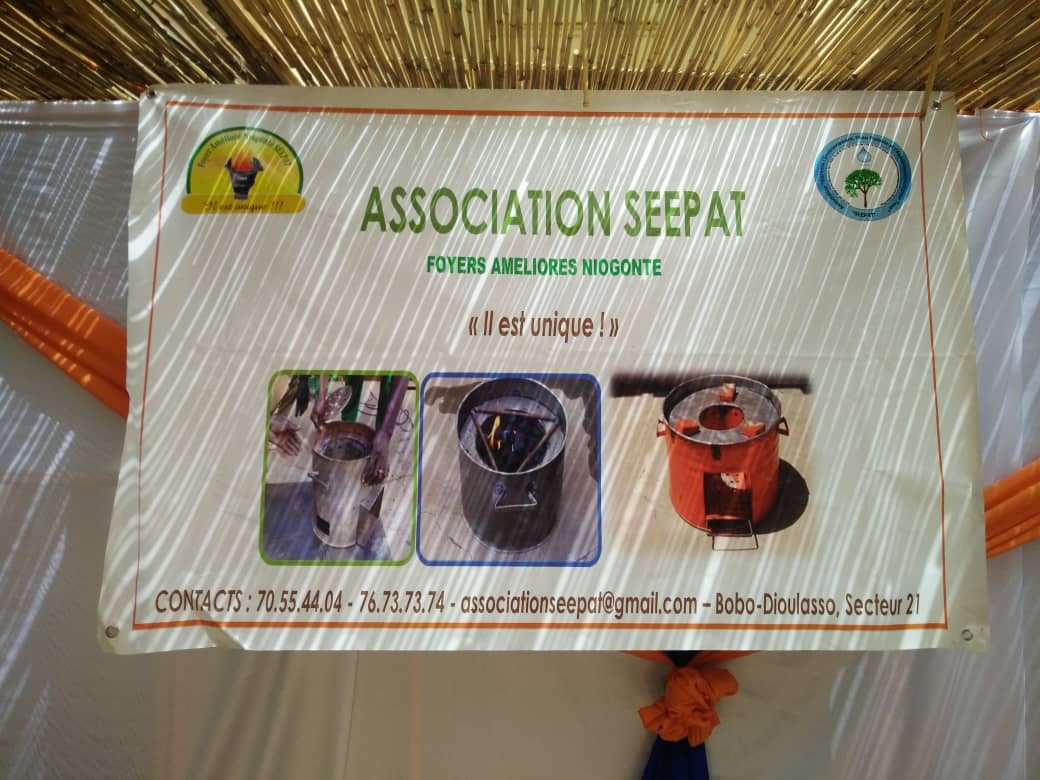 Foyer Amélioré Niogonté SEEPAT
Il est unique !!!
ASSOCIATION SEEPAT
FOYERS AMELIORES NIOGONTE
« Il est unique ! »
CONTACTS : 70.55.44.04 - 76.73.73.74 - associationseepat@gmail.com – Bobo-Dioulasso, Secteur 21